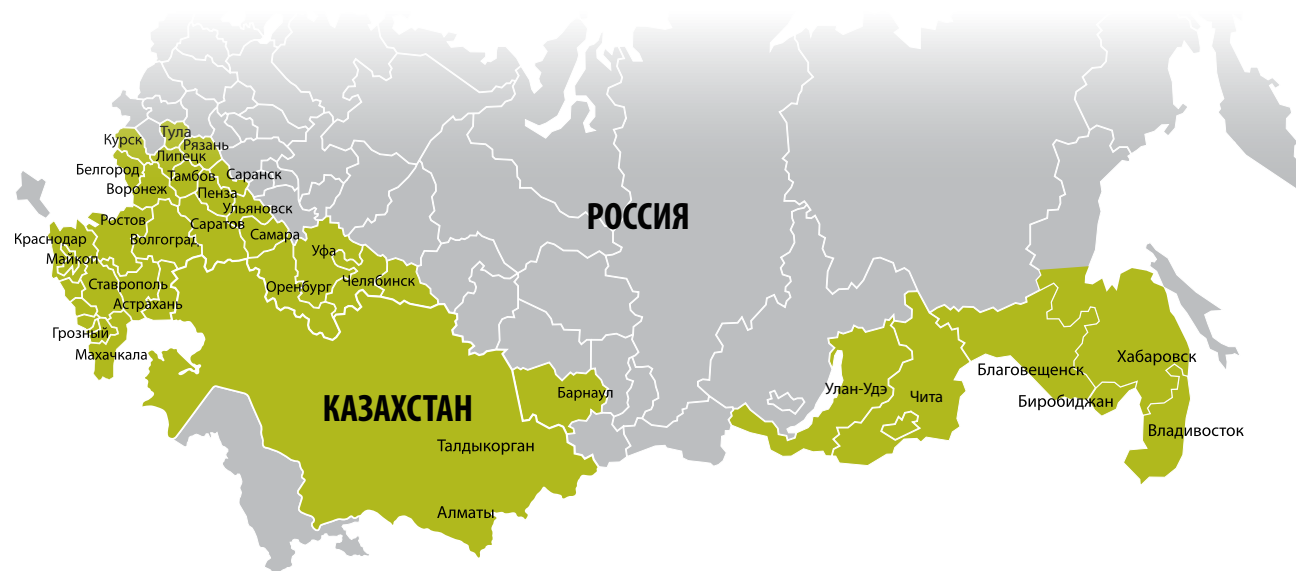 Тула
Курск
Рязань
Липецк
Белгород
Тамбов
Саранск
Воронеж
Пенза
Ульяновск
РОССИЯ
Ростов
Саратов
Краснодар
Волгоград
Самара
Майкоп
Уфа
Ставрополь
Оренбург
Челябинск
Астрахань
Грозный
Махачкала
Хабаровск
Благовещенск
Улан-Удэ
Барнаул
Чита
Биробиджан
КАЗАХСТАН
Владивосток
Талдыкорган
Алматы